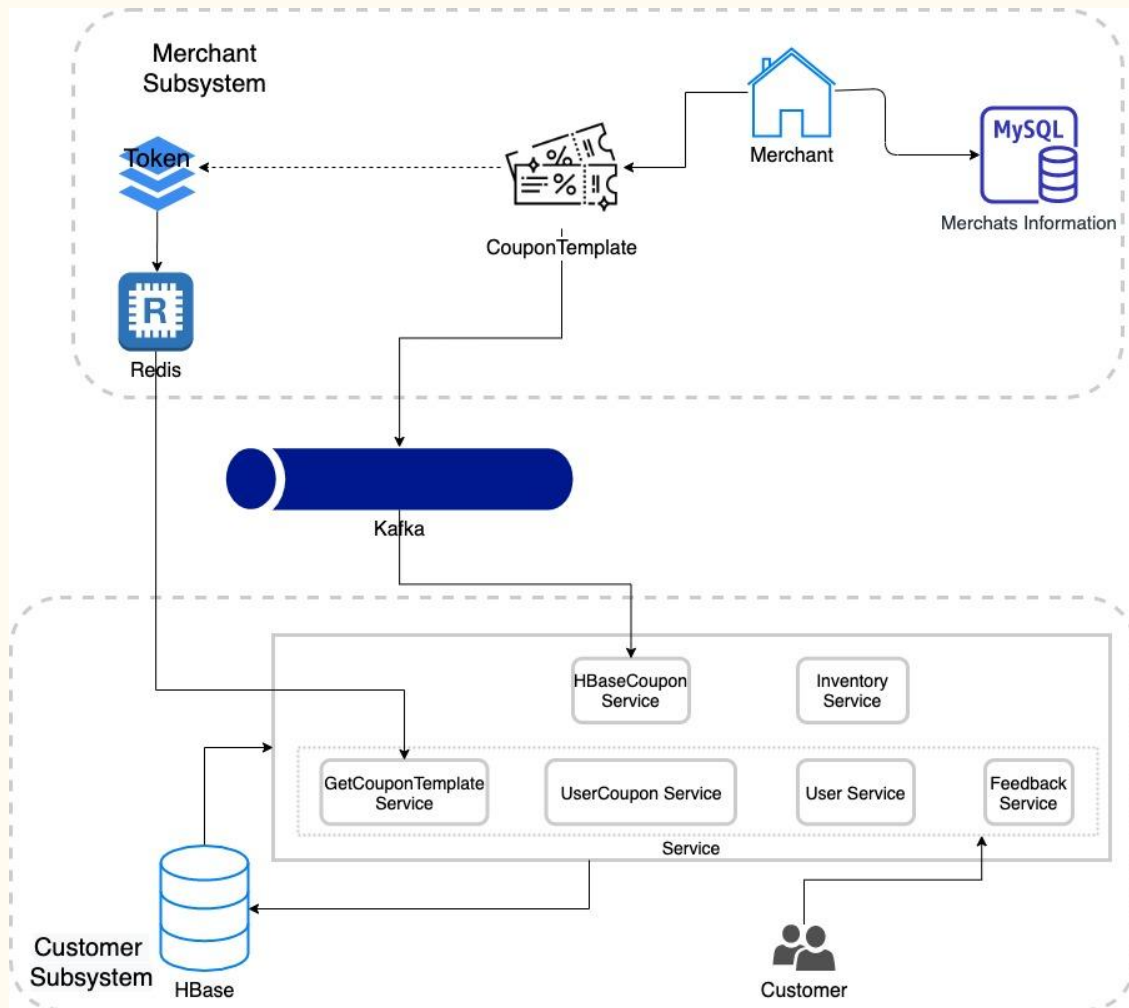 Merchant
Subsystem
Token
MySQL
Merchant
Merchats Information
CouponTemplate
R
Redis
Kafka
HBaseCoupon
Service
Inventory
Service
GetCouponTemplate
Service
UserCoupon Service
User Service
Feedback
Service
Service
Customer
Subsystem
HBase
Customer